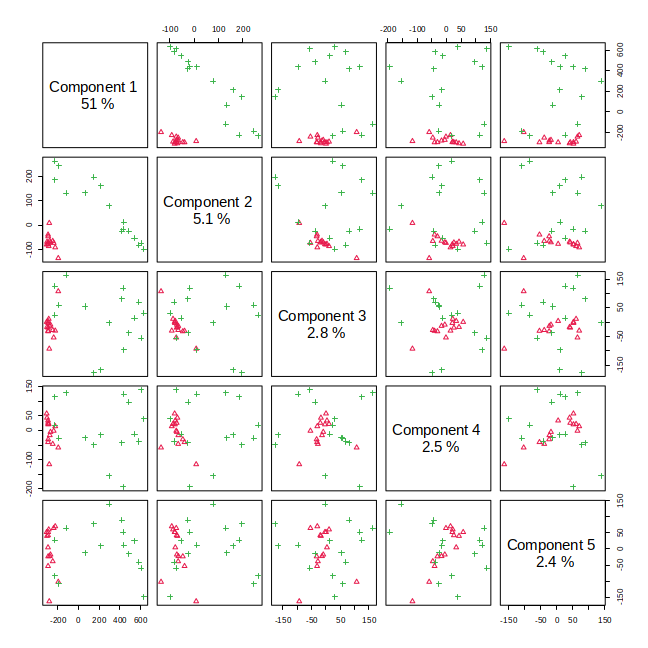 -100 0 100 200
-200 -100 0 50 150
Component 1
51 %
-200 0 200 400 600
-100 0 100 200
Component 2
5.1 %
Component 3
2.8 %
-150 -50 50 150
-200 -100 0 50 150
Component 4
2.5 %
Component 5
2.4 %
-150 -50 0 50 150
-200 0 200 400 600
-150 -50 0 50 150
-150 -50 0 50 150